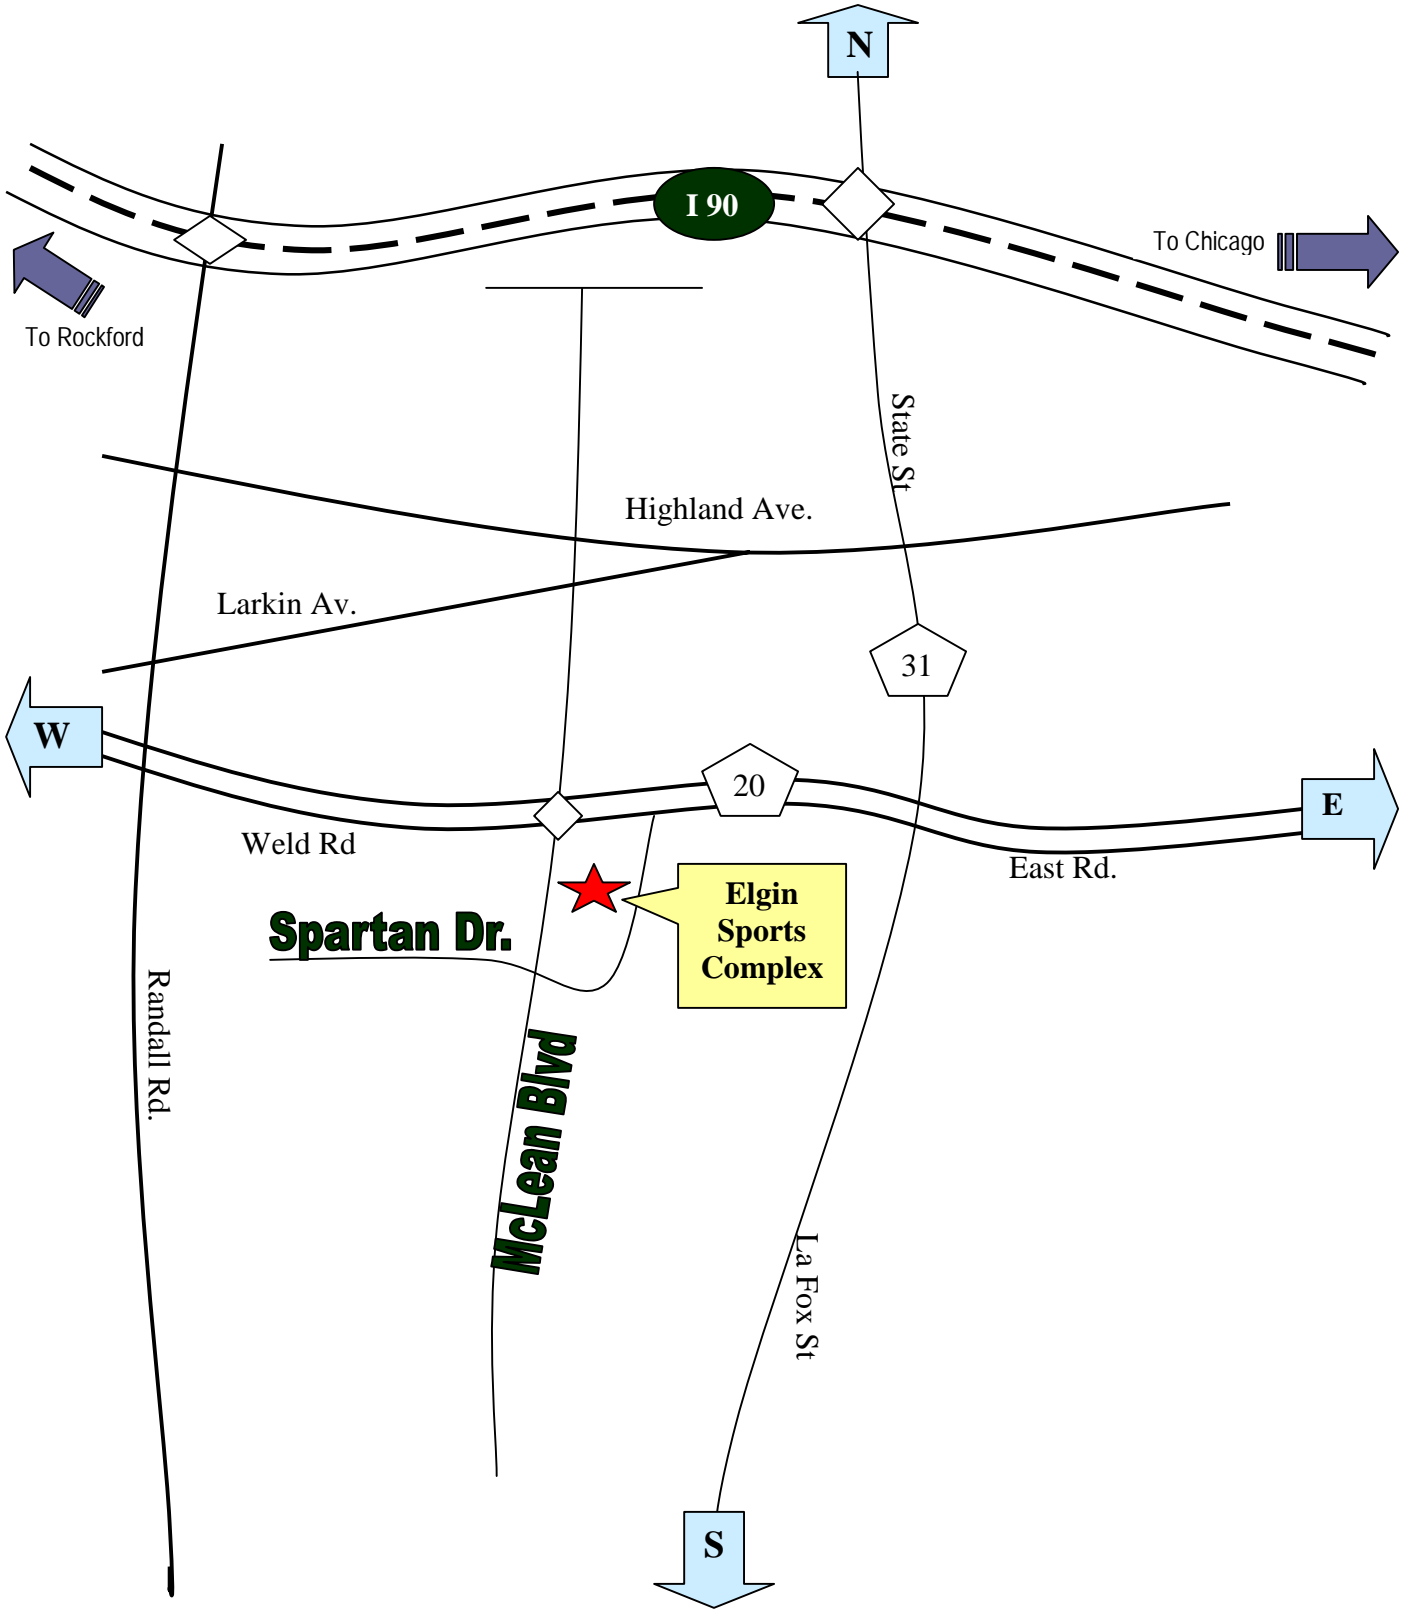 N
I 90
To Chicago
To Rockford
State St
Highland Ave.
Larkin Av.
31
W
20
E
Weld Rd
East Rd.
Elgin
Sports
Complex
Spartan Dr.
Randall Rd.
McLean Blvd
La Fox St
S